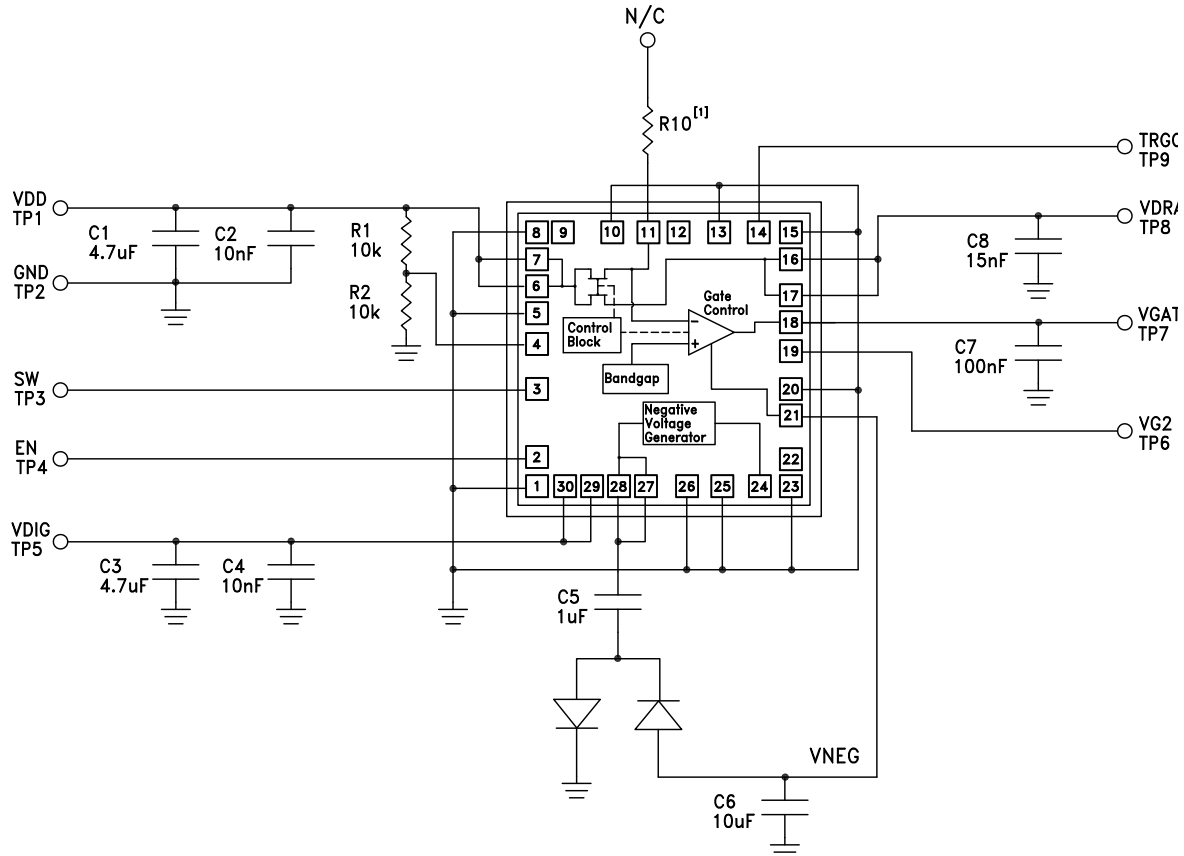 N/C
R10[1]
TRGO
TP9
VDD
TP1
8
9
10
11
12
13
14
15
VDRA
TP8
C1
4.7uF
C2
10nF
R1
10k
7
16
C8
15nF
GND
TP2
6
17
R2
10k
5
Gate
Control
18
VGAT
TP7
Control
Block
−
+
4
19
C7
100nF
Bandgap
SW
TP3
3
20
21
Negative
Voltage
Generator
VG2
TP6
EN
TP4
2
22
1
30
29
28
27
26
25
24
23
VDIG
TP5
C3
4.7uF
C4
10nF
C5
1uF
VNEG
C6
10uF